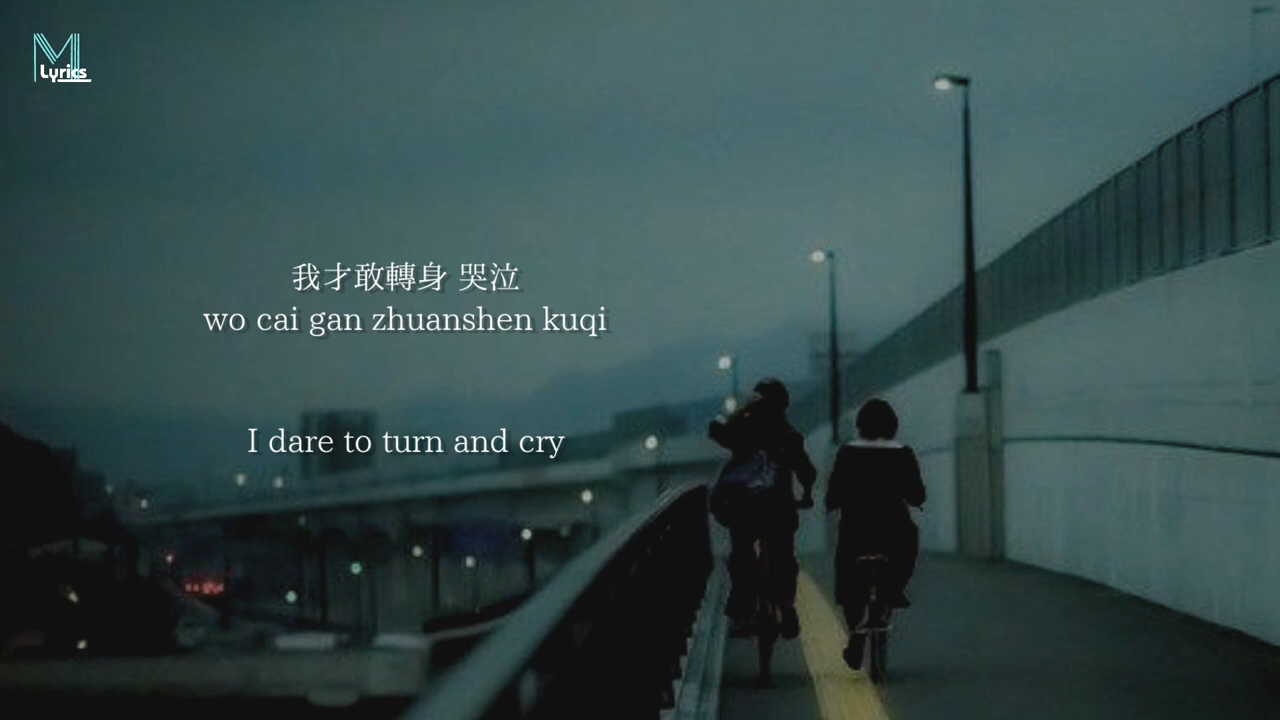 M
Lyrics
我才敢轉身 哭泣
wo cai gan zhuanshen kuqi
I dare to turn and cry